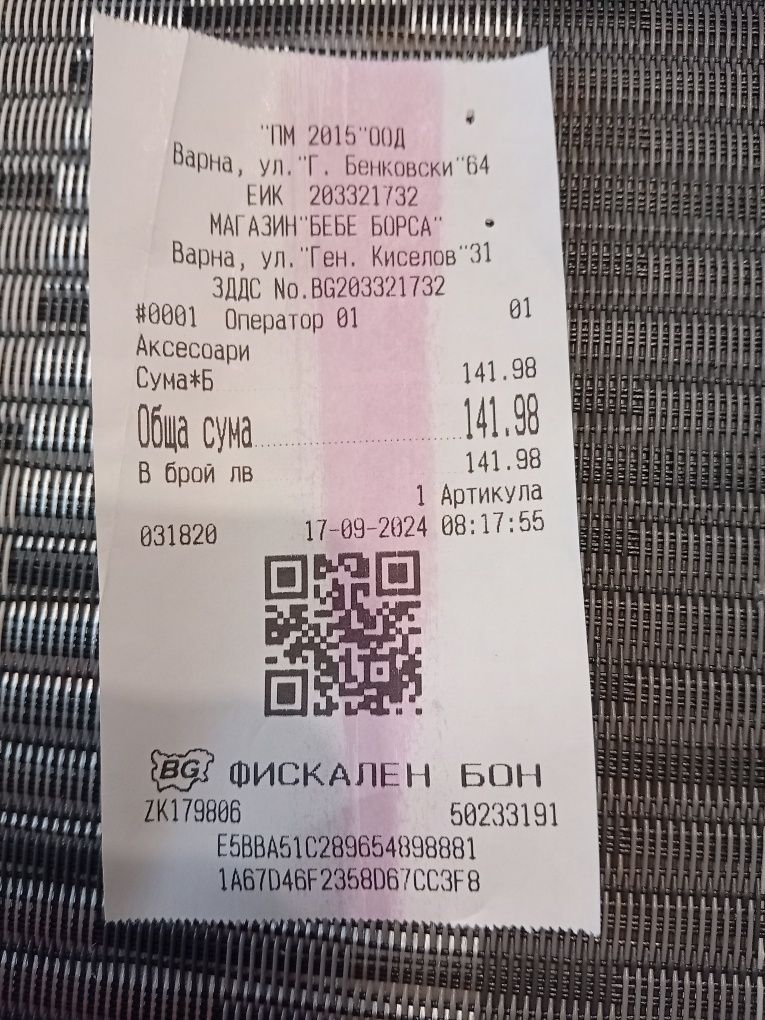 "ПМ 2015"ООД
Варна, ул."Г. Бенковски"64
ЕИК 203321732
МАГАЗИН"БЕБЕ БОРСА"
Варна, ул."Ген. Киселов"31
ЗДДС No.BG203321732
#0001 Оператор 01 01
Аксесоари
Сума*Б 141.98
Обща сума 141.98
В брой лв 141.98
1 Артикула
031820 17-09-2024 08:17:55
BG ФИСКАЛЕН БОН
ZK179806 50233191
E5BBA51C289654898881
1A67D46F2358D67CC3F8